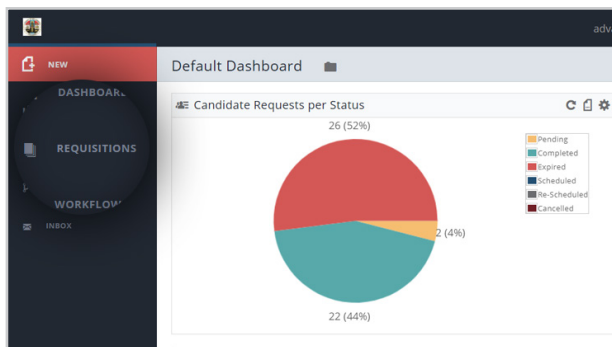 adv
NEW
Default Dashboard
DASHBOARD
Candidate Requests per Status
26 (52%)
Pending
Completed
Expired
Scheduled
Re-Scheduled
Cancelled
REQUISITIONS
WORKFLOW
INBOX
2 (4%)
22 (44%)